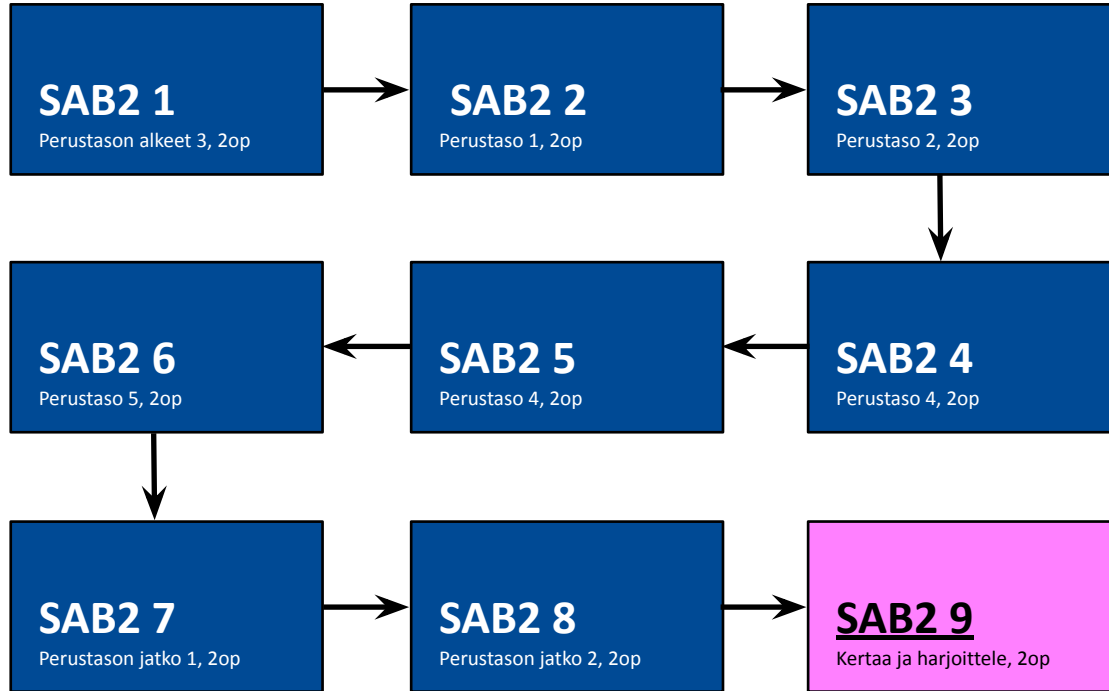 SAB2 1
Perustason alkeet 3, 2op
SAB2 2
Perustaso 1, 2op
SAB2 3
Perustaso 2, 2op
SAB2 6
Perustaso 5, 2op
SAB2 5
Perustaso 4, 2op
SAB2 4
Perustaso 4, 2op
SAB2 7
Perustason jatko 1, 2op
SAB2 8
Perustason jatko 2, 2op
SAB2 9
Kertaa ja harjoittele, 2op